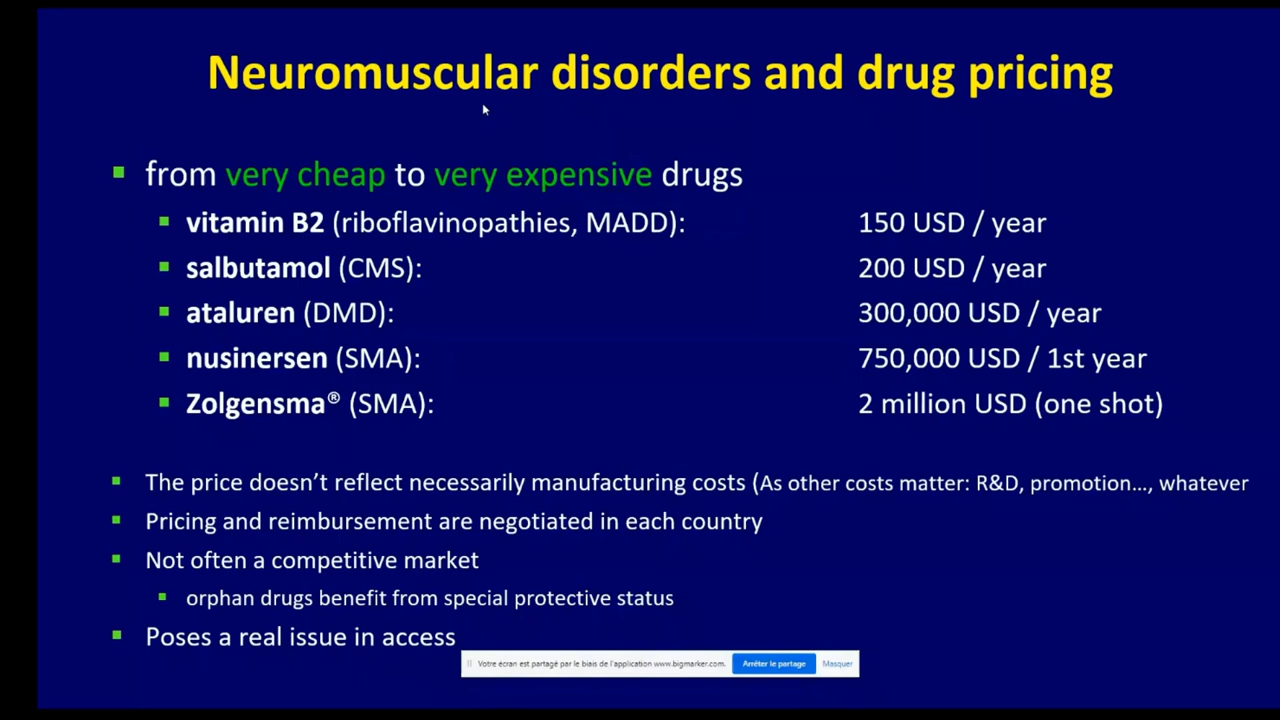 Neuromuscular disorders and drug pricing
from very cheap to very expensive drugs
vitamin B2 (riboflavinopathies, MADD): 150 USD / year
salbutamol (CMS): 200 USD / year
ataluren (DMD): 300,000 USD / year
nusinersen (SMA): 750,000 USD / 1st year
Zolgensma® (SMA): 2 million USD (one shot)
The price doesn’t reflect necessarily manufacturing costs (As other costs matter: R&D, promotion…, whatever
Pricing and reimbursement are negotiated in each country
Not often a competitive market
orphan drugs benefit from special protective status
Poses a real issue in access
Votre écran est partagé par le biais de l'application www.bigmarker.com. Arrêter le partage Masquer